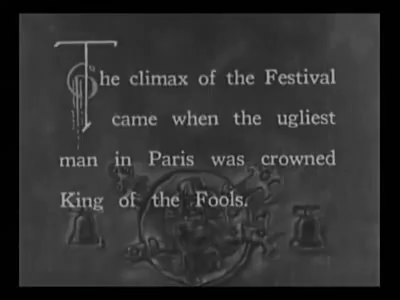 The climax of the Festival
came when the ugliest
man in Paris was crowned
King of the Fools.